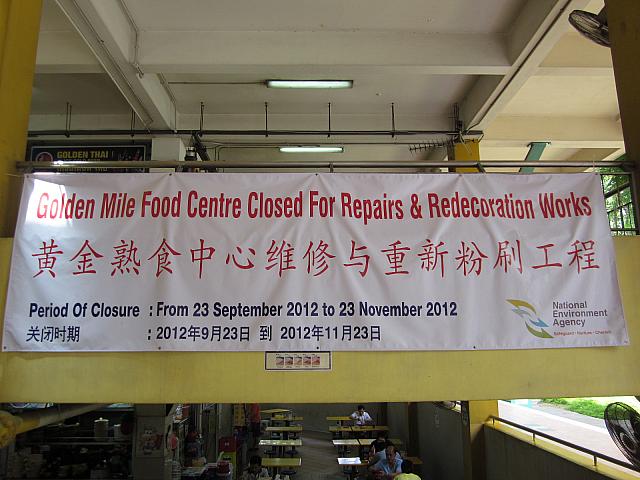 GOLDEN THAI
Golden Mile Food Centre Closed For Repairs & Redecoration Works
黄金熟食中心维修与重新粉刷工程
Period Of Closure : From 23 September 2012 to 23 November 2012
关闭时期 : 2012年9月23日 到 2012年11月23日
National
Environment
Agency
Safeguard • Nurture • Cherish